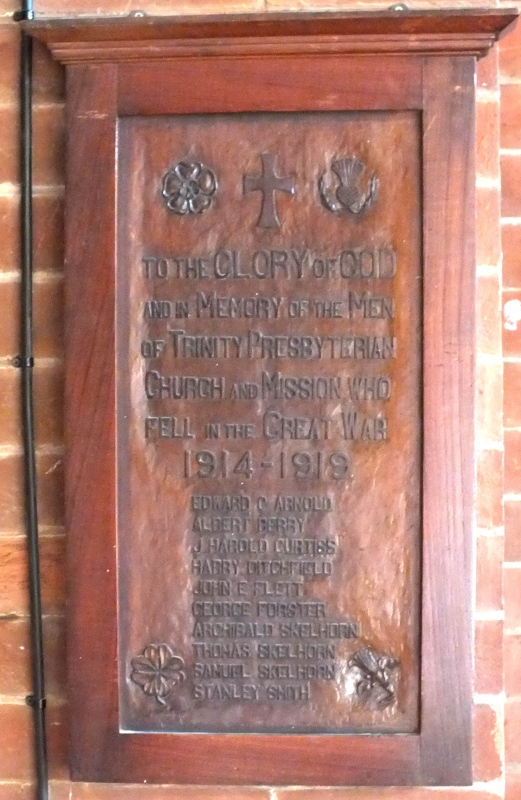 TO THE GLORY OF GOD
AND IN MEMORY OF THE MEN
OF TRINITY PRESBYTERIAN
CHURCH AND MISSION WHO
FELL IN THE GREAT WAR
1914-1919
EDWARD C ARNOLD
ALBERT BERRY
J HAROLD CURTISS
HARRY DITCHFIELD
JOHN E FLETT
GEORGE FORSTER
ARCHIBALD SKELHORN
THOMAS SKELHORN
SAMUEL SKELHORN
STANLEY SMITH